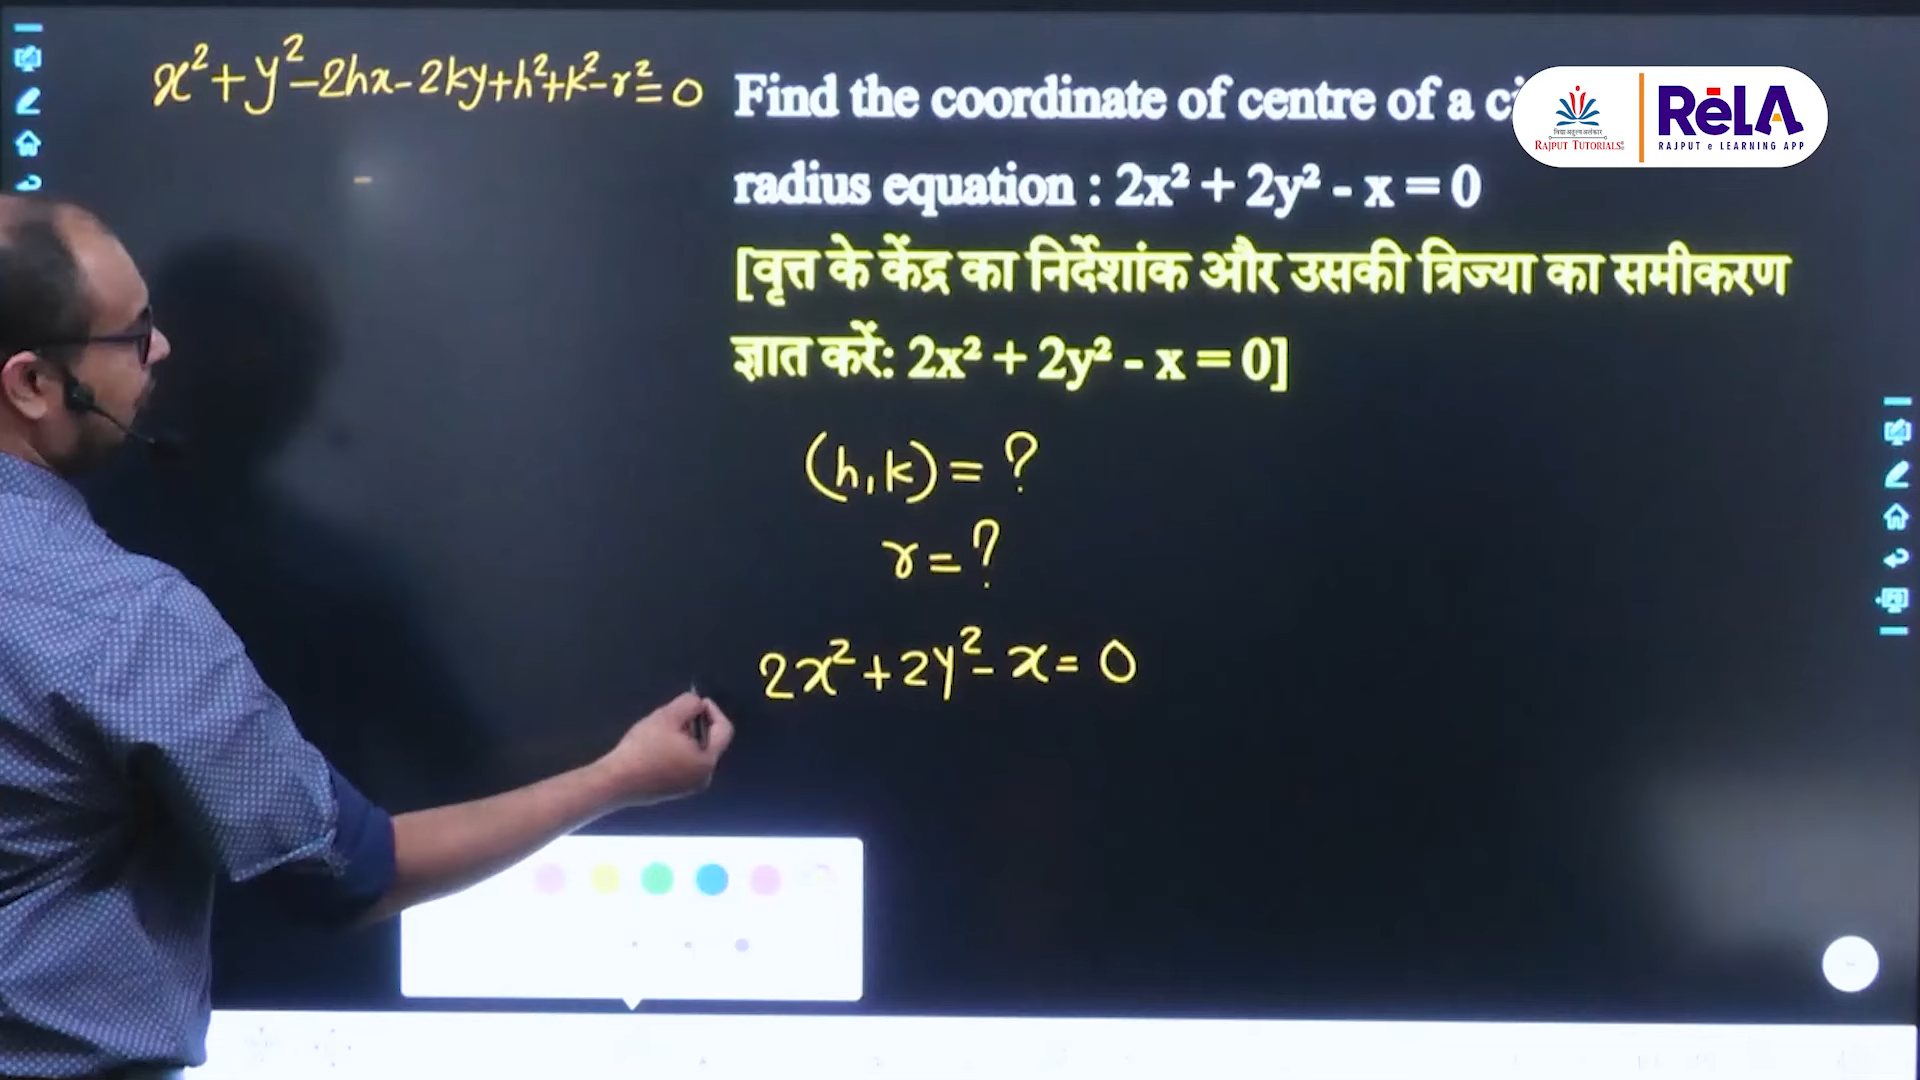 x²+y²-2hx-2ky+h²+k²-r²=0
Find the coordinate of centre of a
radius equation : 2x² + 2y² - x = 0
[वृत्त के केंद्र का निर्देशांक और उसकी त्रिज्या का समीकरण
ज्ञात करें: 2x² + 2y² - x = 0]
(h,k)=?
r=?
2x²+2y²-x=0
RAJPUT TUTORIALS
RēLA
RAJPUT e LEARNING APP